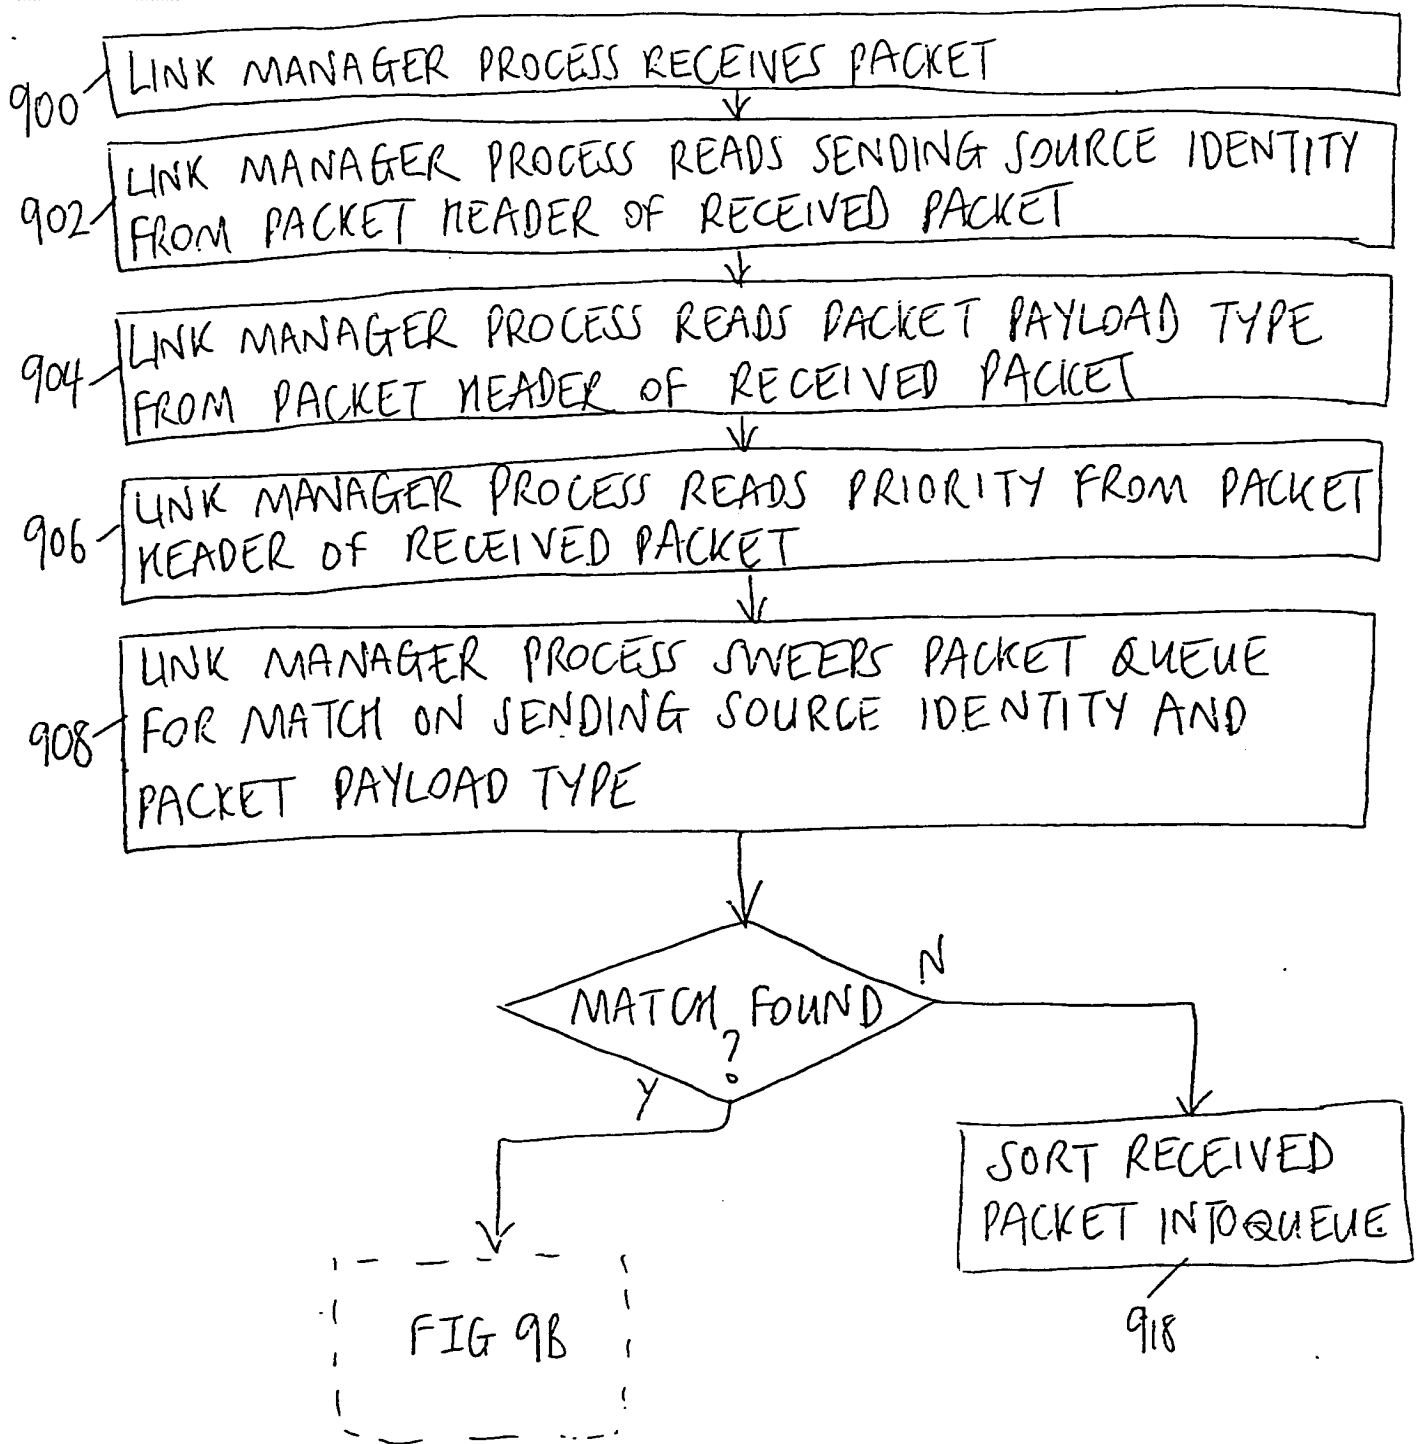 900
LINK MANAGER PROCESS RECEIVES PACKET
902
LINK MANAGER PROCESS READS SENDING SOURCE IDENTITY
FROM PACKET HEADER OF RECEIVED PACKET
904
LINK MANAGER PROCESS READS PACKET PAYLOAD TYPE
FROM PACKET HEADER OF RECEIVED PACKET
906
LINK MANAGER PROCESS READS PRIORITY FROM PACKET
HEADER OF RECEIVED PACKET
908
LINK MANAGER PROCESS SWEEPS PACKET QUEUE
FOR MATCH ON SENDING SOURCE IDENTITY AND
PACKET PAYLOAD TYPE
N
MATCH FOUND
?
Y
SORT RECEIVED
PACKET INTO QUEUE
918
FIG 9B